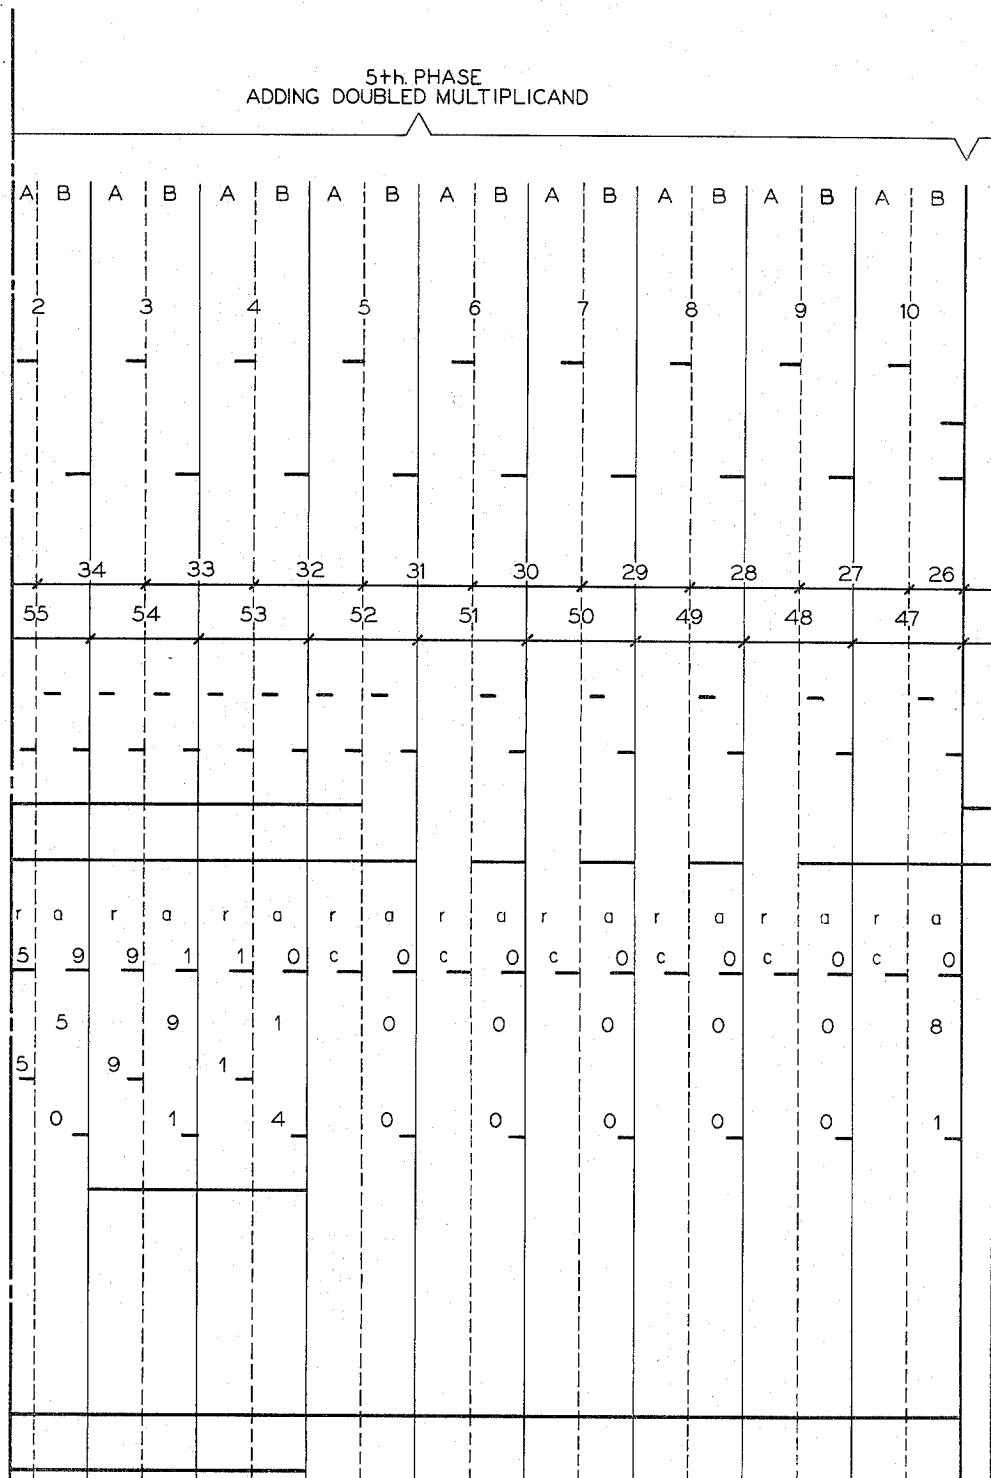 5th. PHASE
ADDING DOUBLED MULTIPLICAND
A B A B A B A B A B A B A B A B A B
2 3 4 5 6 7 8 9 10
34 33 32 31 30 29 28 27 26
55 54 53 52 51 50 49 48 47
r a r a r a r a r a r a r a r a r a
5 9 9 1 1 0 c 0 c 0 c 0 c 0 c 0 c 0
5 9 1 0 0 0 0 0 8
5 9 1
0 1 4 0 0 0 0 0 1